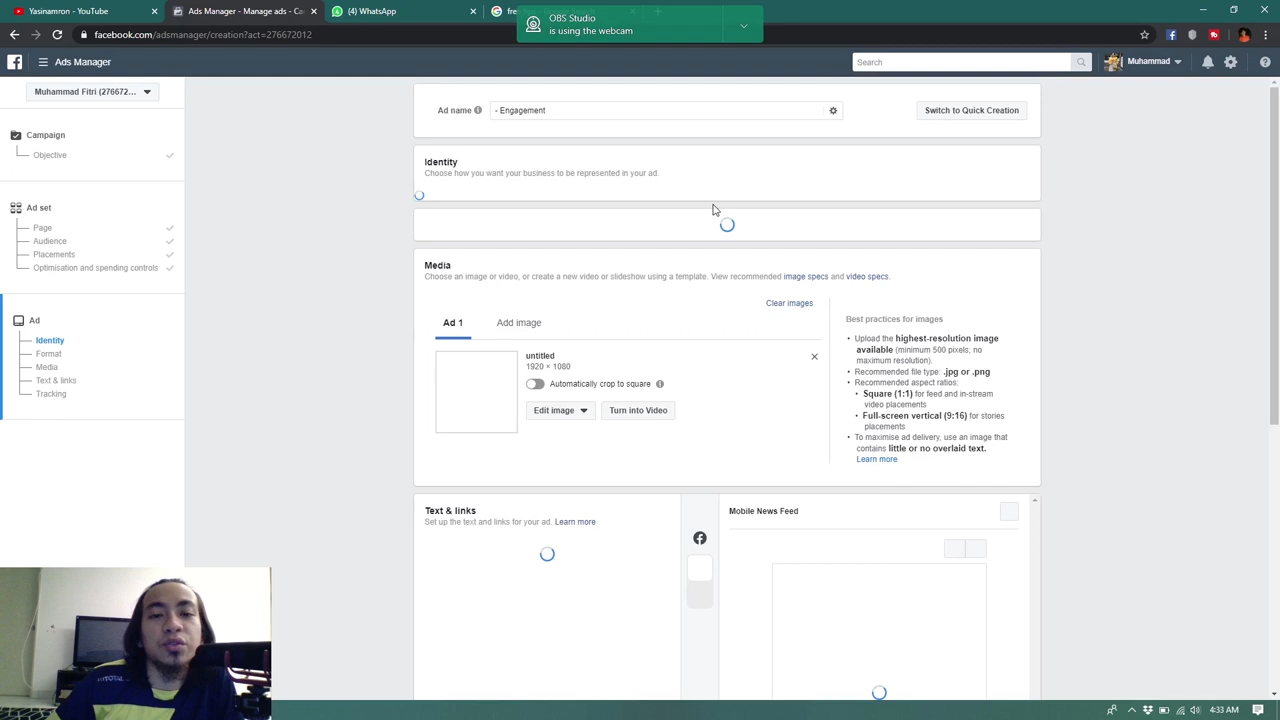 YouTube
Ads Manager - Creation
WhatsApp
OBS Studio
is using the webcam
facebook.com/adsmanager/creation?act=276672012
Ads Manager
Search
Muhammad
Muhammad Fitri (276672...
Campaign
Objective
Ad set
Page
Audience
Placements
Optimisation and spending controls
Ad
Identity
Format
Media
Text & links
Tracking
Ad name
- Engagement
Switch to Quick Creation
Identity
Choose how you want your business to be represented in your ad.
Media
Choose an image or video, or create a new video or slideshow using a template. View recommended image specs and video specs.
Clear images
Ad 1
Add image
untitled
1920 × 1080
Automatically crop to square
Edit image
Turn into Video
Best practices for images
• Upload the highest-resolution image
available (minimum 500 pixels; no
maximum resolution).
• Recommended file type: .jpg or .png
• Recommended aspect ratios:
• Square (1:1) for feed and in-stream
video placements
• Full-screen vertical (9:16) for stories
placements
• To maximise ad delivery, use an image that
contains little or no overlaid text.
Learn more
Text & links
Set up the text and links for your ad. Learn more
Mobile News Feed
4:33 AM